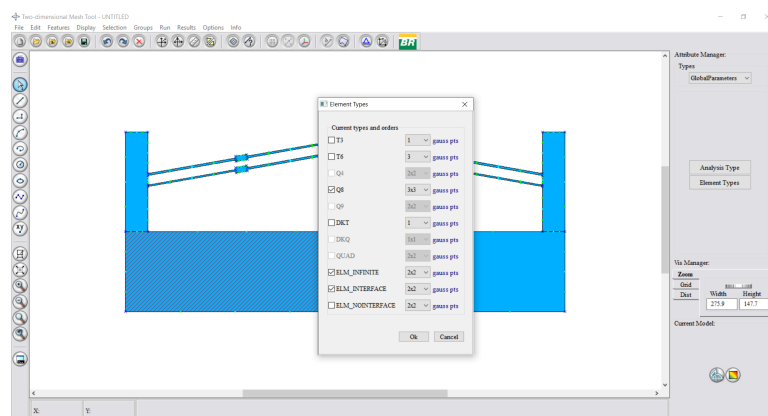 Two-dimensional Mesh Tool - UNTITLED
File Edit Features Display Selection Groups Run Results Options Info
BR
Attribute Manager:
Types
GlobalParameters
Analysis Type
Element Types
Element Types
Current types and orders
T3 1 gauss pts
T6 3 gauss pts
Q4 2x2 gauss pts
Q8 3x3 gauss pts
Q9 2x2 gauss pts
DKT 1 gauss pts
DKQ 1x1 gauss pts
QUAD 2x2 gauss pts
ELM_INFINITE 2x2 gauss pts
ELM_INTERFACE 2x2 gauss pts
ELM_NOINTERFACE 2x2 gauss pts
Ok Cancel
Vis Manager:
Zoom
Grid
Dist
Width Height
275.9 147.7
Current Model:
xy
X: Y: